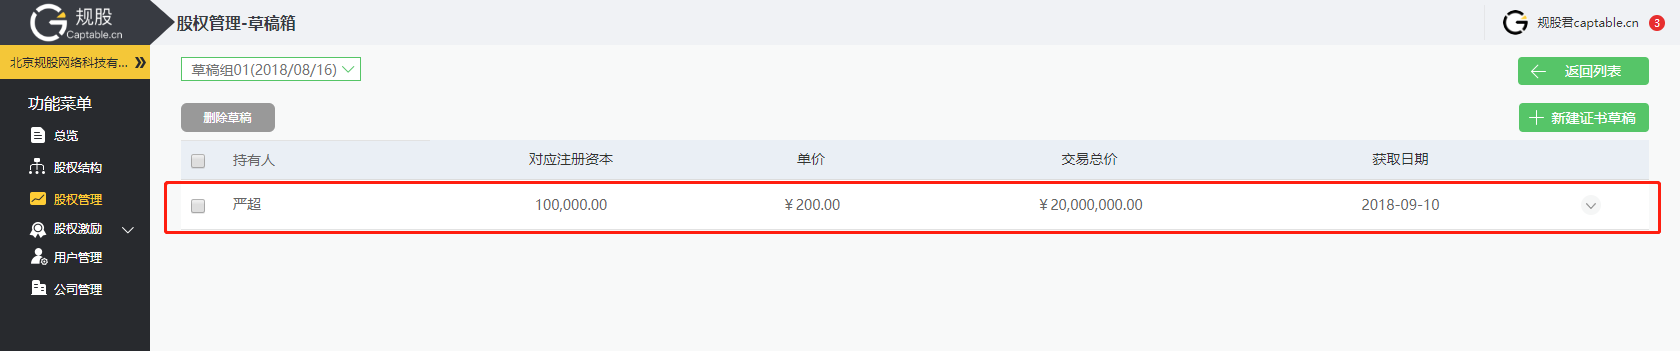 规股
Captable.cn
股权管理-草稿箱
规股君captable.cn
3
北京规股网络科技有...
草稿组01(2018/08/16)
返回列表
功能菜单
总览
股权结构
股权管理
股权激励
用户管理
公司管理
删除草稿
新建证书草稿
持有人 对应注册资本 单价 交易总价 获取日期
严超 100,000.00 ¥200.00 ¥20,000,000.00 2018-09-10